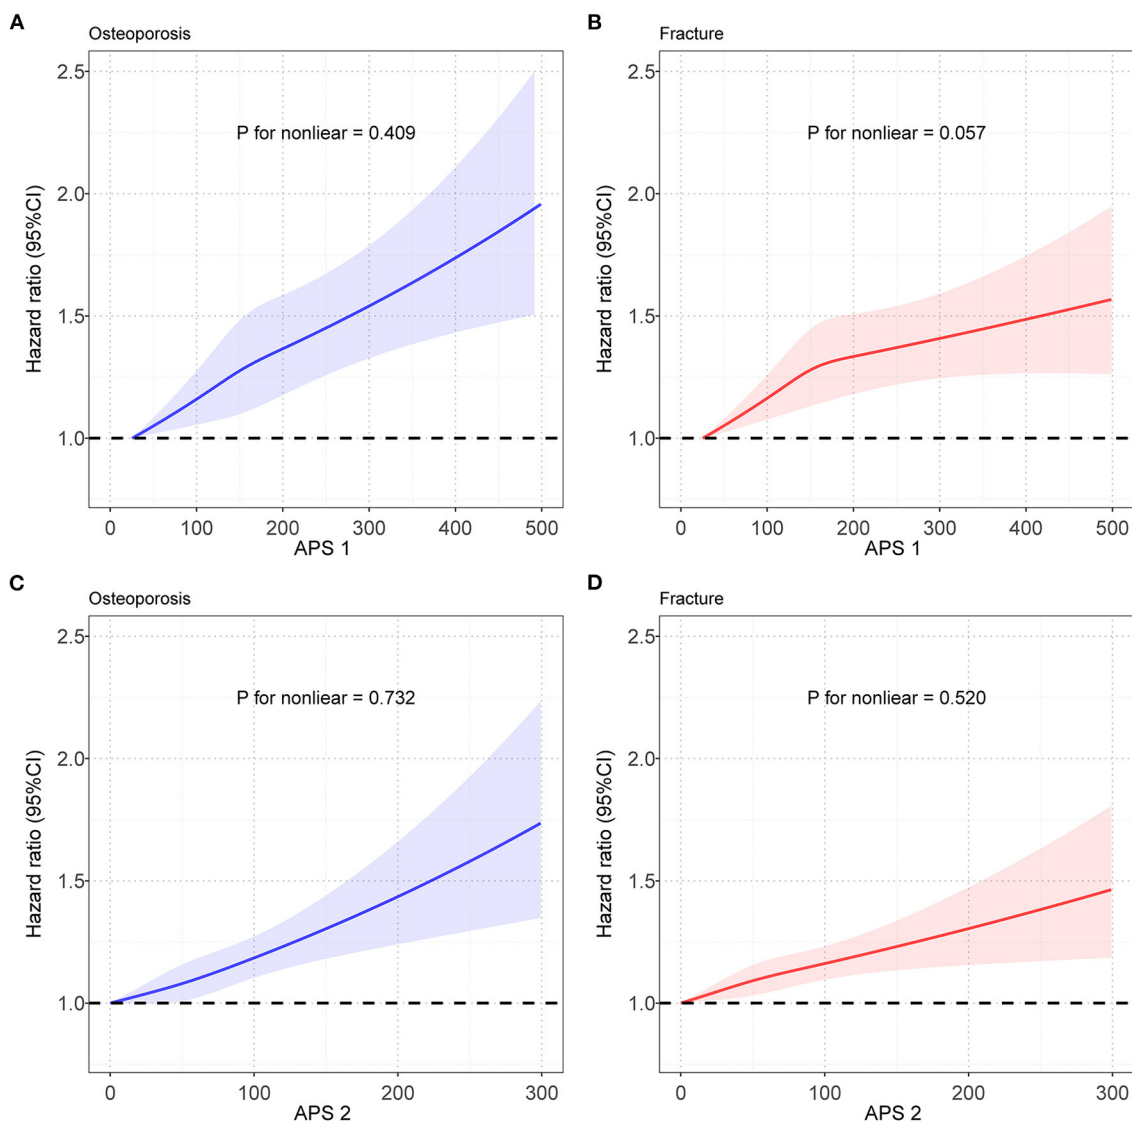 A
Osteoporosis
2.5
2.0
1.5
1.0
Hazard ratio (95%CI)
P for nonliear = 0.409
0 100 200 300 400 500
APS 1
B
Fracture
2.5
2.0
1.5
1.0
Hazard ratio (95%CI)
P for nonliear = 0.057
0 100 200 300 400 500
APS 1
C
Osteoporosis
2.5
2.0
1.5
1.0
Hazard ratio (95%CI)
P for nonliear = 0.732
0 100 200 300
APS 2
D
Fracture
2.5
2.0
1.5
1.0
Hazard ratio (95%CI)
P for nonliear = 0.520
0 100 200 300
APS 2